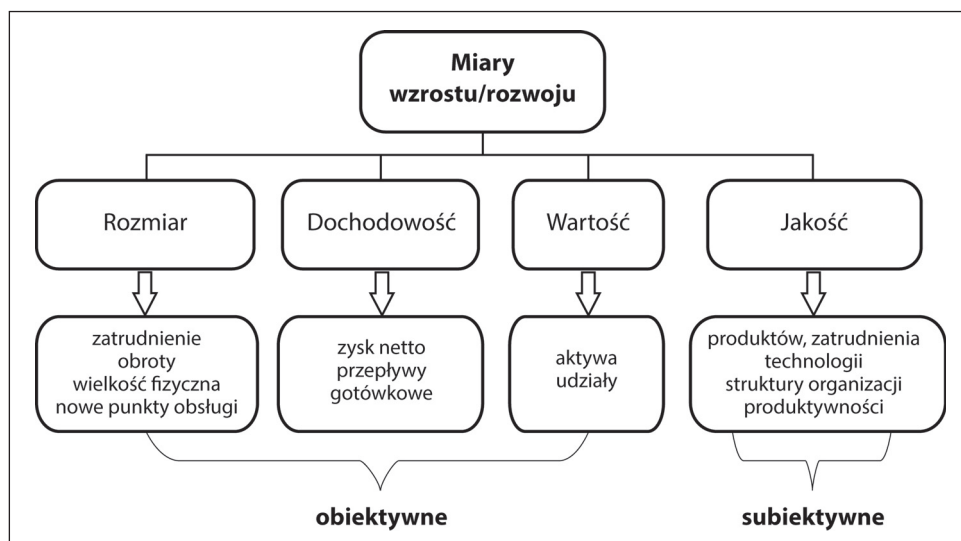 Miary
wzrostu/rozwoju
Rozmiar
Dochodowość
Wartość
Jakość
zatrudnienie
obroty
wielkość fizyczna
nowe punkty obsługi
zysk netto
przepływy
gotówkowe
aktywa
udziały
produktów, zatrudnienia
technologii
struktury organizacji
produktywności
obiektywne
subiektywne